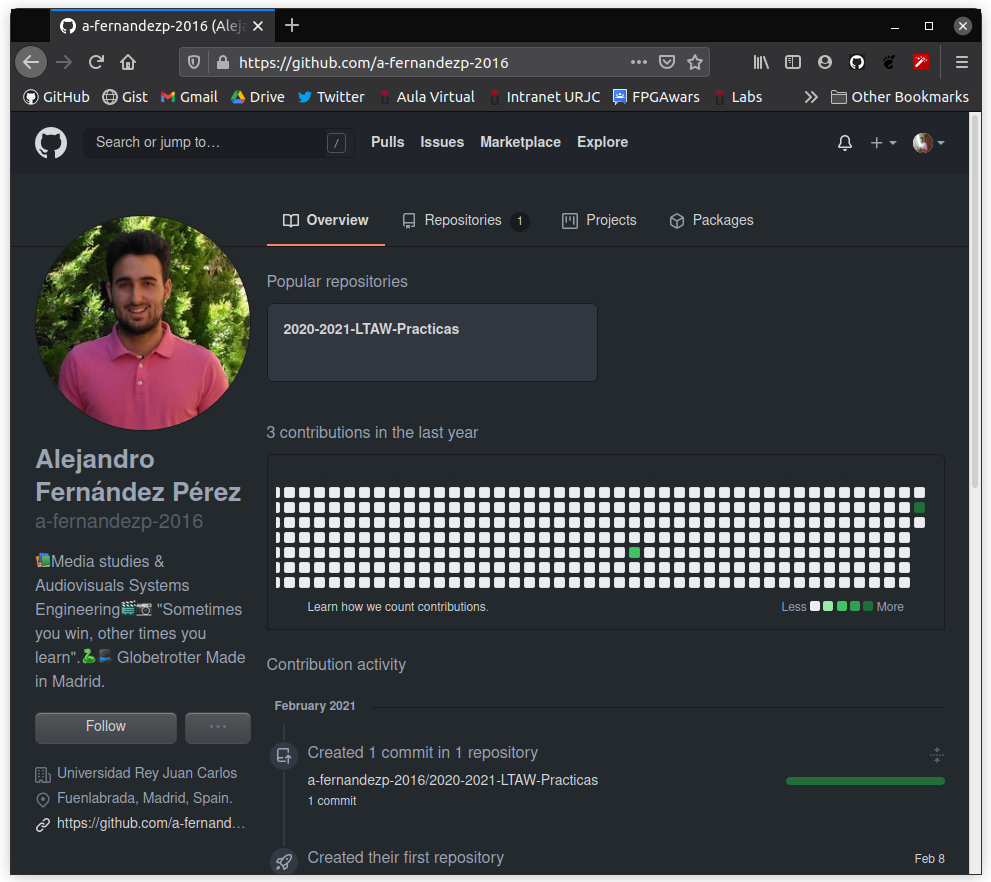 a-fernandezp-2016 (Alej
https://github.com/a-fernandezp-2016
GitHub Gist Gmail Drive Twitter Aula Virtual Intranet URJC FPGAwars Labs Other Bookmarks
Search or jump to… / Pulls Issues Marketplace Explore
Overview Repositories 1 Projects Packages
Popular repositories
2020-2021-LTAW-Practicas
3 contributions in the last year
Learn how we count contributions. Less More
Alejandro
Fernández Pérez
a-fernandezp-2016
Media studies &
Audiovisuals Systems
Engineering "Sometimes
you win, other times you
learn". Globetrotter Made
in Madrid.
Follow
Universidad Rey Juan Carlos
Fuenlabrada, Madrid, Spain.
https://github.com/a-fernand…
Contribution activity
February 2021
Created 1 commit in 1 repository
a-fernandezp-2016/2020-2021-LTAW-Practicas
1 commit
Created their first repository Feb 8